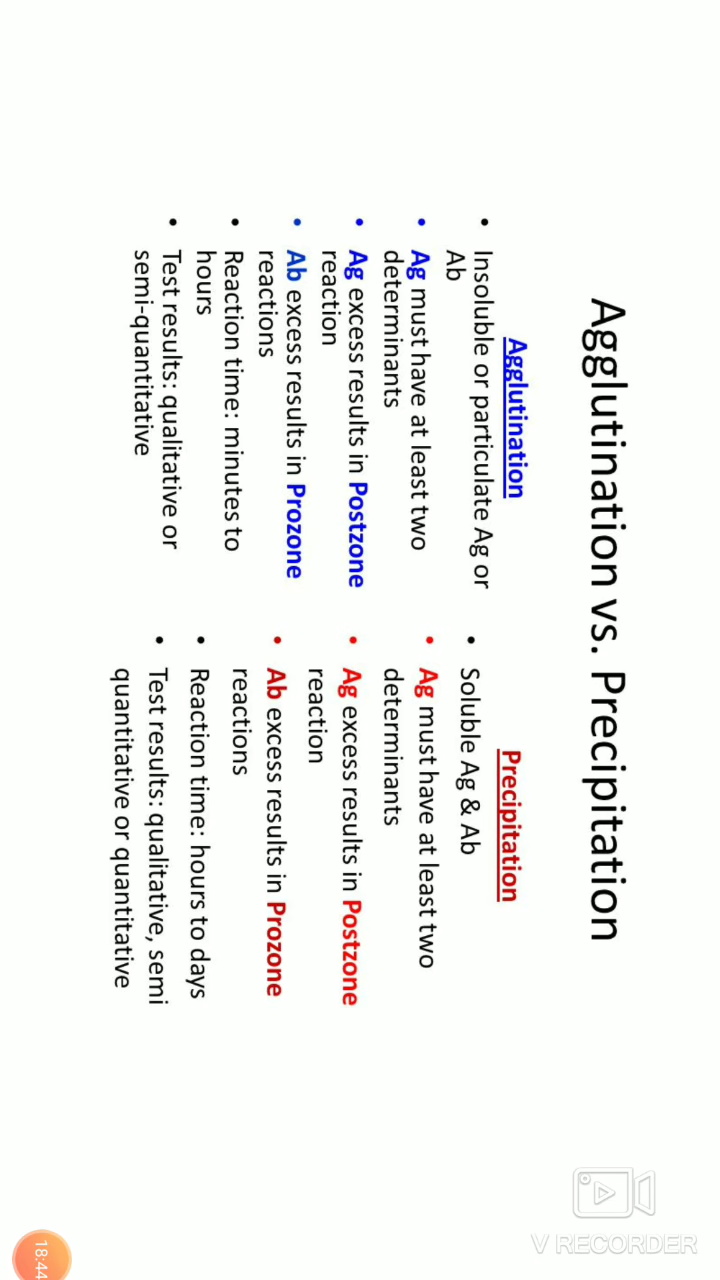 Agglutination vs. Precipitation
Agglutination
• Insoluble or particulate Ag or
Ab
• Ag must have at least two
determinants
• Ag excess results in Postzone
reaction
• Ab excess results in Prozone
reactions
• Reaction time: minutes to
hours
• Test results: qualitative or
semi-quantitative
Precipitation
• Soluble Ag & Ab
• Ag must have at least two
determinants
• Ag excess results in Postzone
reaction
• Ab excess results in Prozone
reactions
• Reaction time: hours to days
• Test results: qualitative, semi
quantitative or quantitative
V RECORDER
18:44